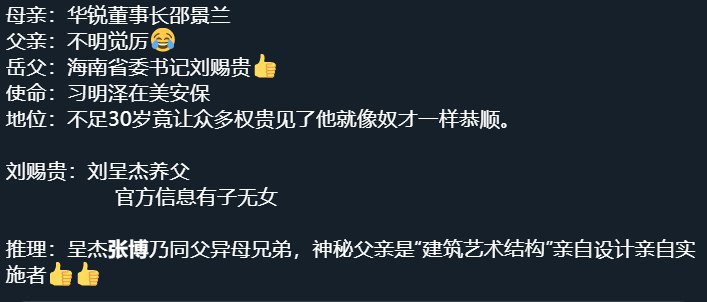 母亲：华锐董事长邵景兰
父亲：不明觉厉😂
岳父：海南省委书记刘赐贵👍
使命：习明泽在美安保
地位：不足30岁竟让众多权贵见了他就像奴才一样恭顺。
刘赐贵：刘呈杰养父
官方信息有子无女
推理：呈杰张博乃同父异母兄弟，神秘父亲是“建筑艺术结构”亲自设计亲自实
施者👍👍